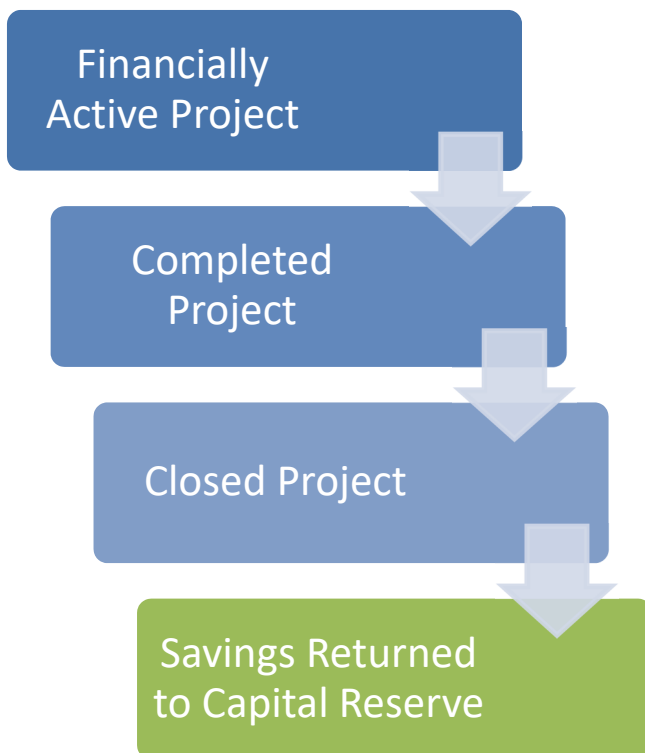 Financially
Active Project
Completed
Project
Closed Project
Savings Returned
to Capital Reserve